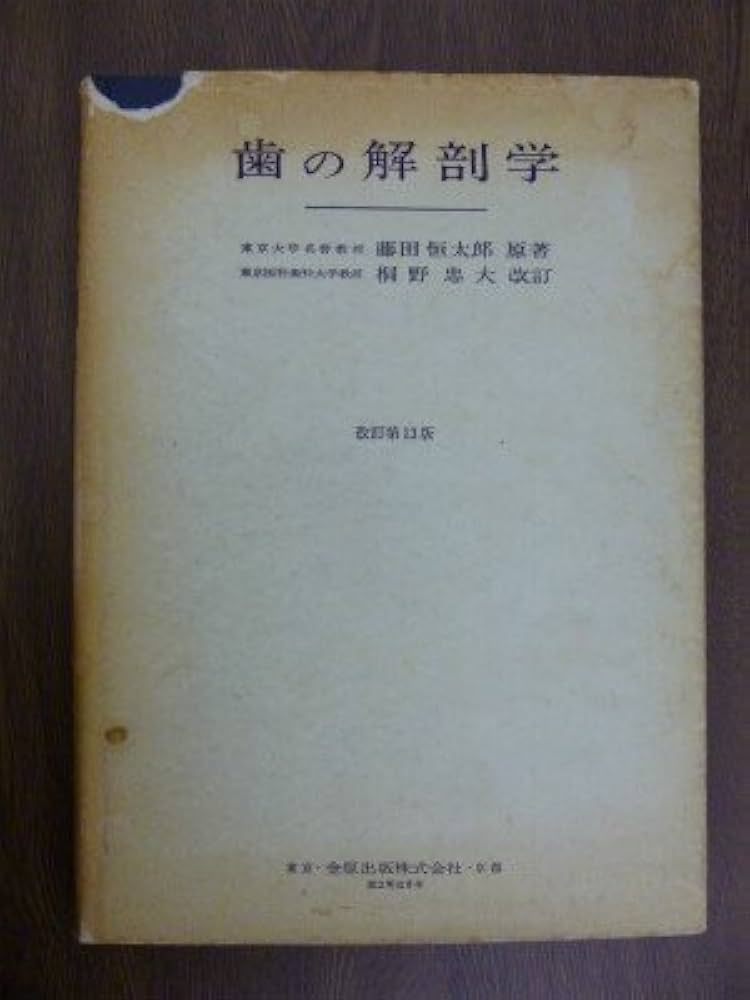 歯の解剖学
東京大学名誉教授 藤田恒太郎 原著
東京医科歯科大学教授 桐野忠大 改訂
改訂第13版
東京・金原出版株式会社・京都